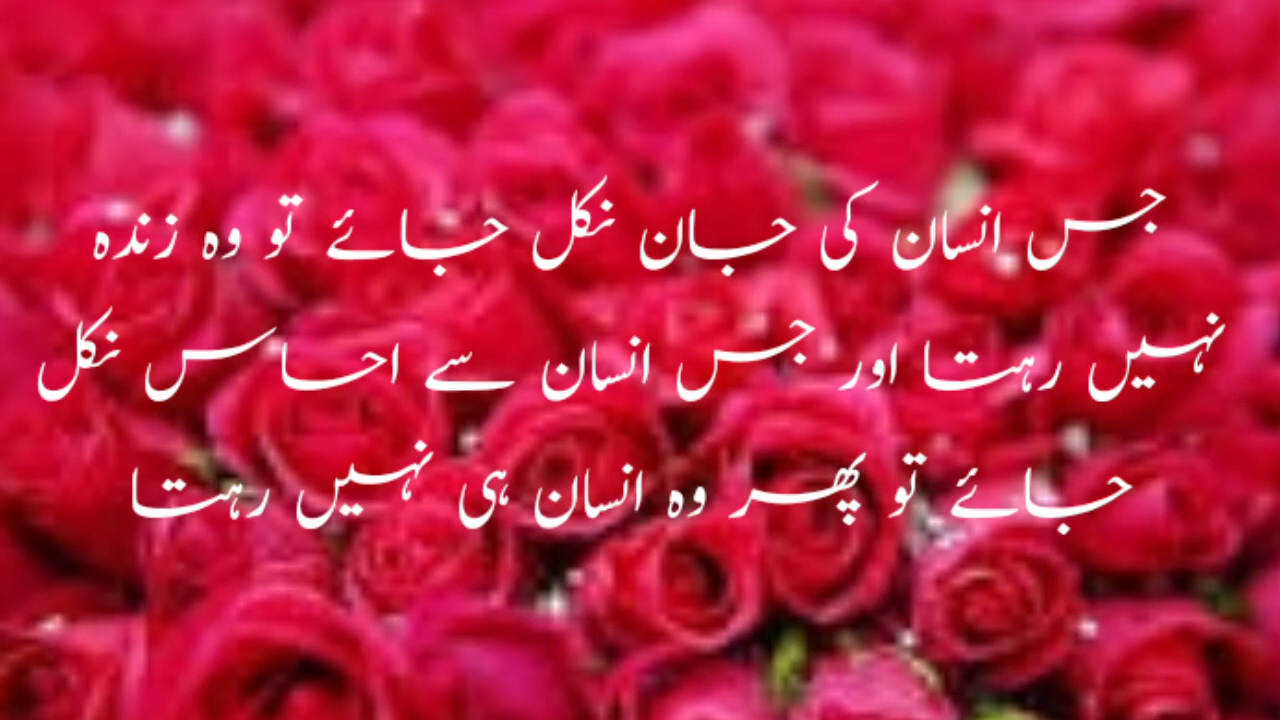 جس انسان کی جان نکل جائے تو وہ زندہ
نہیں رہتا اور جس انسان سے احساس نکل
جائے تو پھر وہ انسان ہی نہیں رہتا